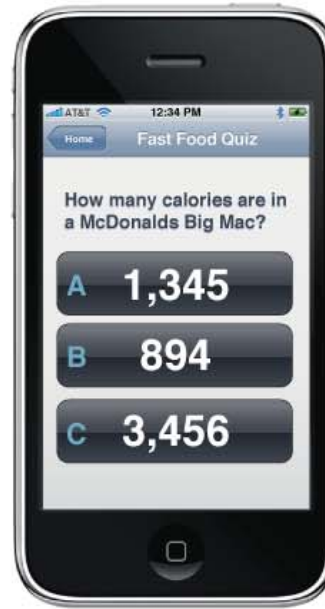 AT&T 12:34 PM
Home Fast Food Quiz
How many calories are in
a McDonalds Big Mac?
A 1,345
B 894
C 3,456